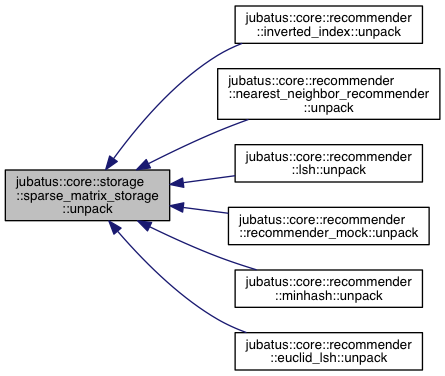 jubatus::core::recommender
::inverted_index::unpack
jubatus::core::recommender
::nearest_neighbor_recommender
::unpack
jubatus::core::recommender
::lsh::unpack
jubatus::core::storage
::sparse_matrix_storage
::unpack
jubatus::core::recommender
::recommender_mock::unpack
jubatus::core::recommender
::minhash::unpack
jubatus::core::recommender
::euclid_lsh::unpack